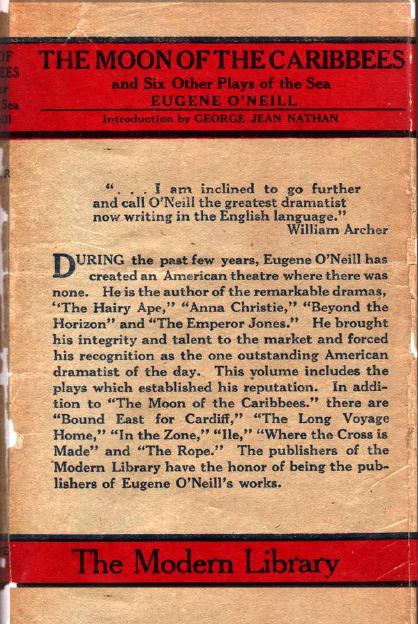 OF
EES
Sea
THE MOON OF THE CARIBBEES
and Six Other Plays of the Sea
EUGENE O'NEILL
Introduction by GEORGE JEAN NATHAN
". . . I am inclined to go further
and call O'Neill the greatest dramatist
now writing in the English language."
William Archer
DURING the past few years, Eugene O'Neill has
created an American theatre where there was
none. He is the author of the remarkable dramas,
"The Hairy Ape," "Anna Christie," "Beyond the
Horizon" and "The Emperor Jones." He brought
his integrity and talent to the market and forced
his recognition as the one outstanding American
dramatist of the day. This volume includes the
plays which established his reputation. In addi-
tion to "The Moon of the Caribbees." there are
"Bound East for Cardiff," "The Long Voyage
Home," "In the Zone," "Ile," "Where the Cross is
Made" and "The Rope." The publishers of the
Modern Library have the honor of being the pub-
lishers of Eugene O'Neill's works.
The Modern Library